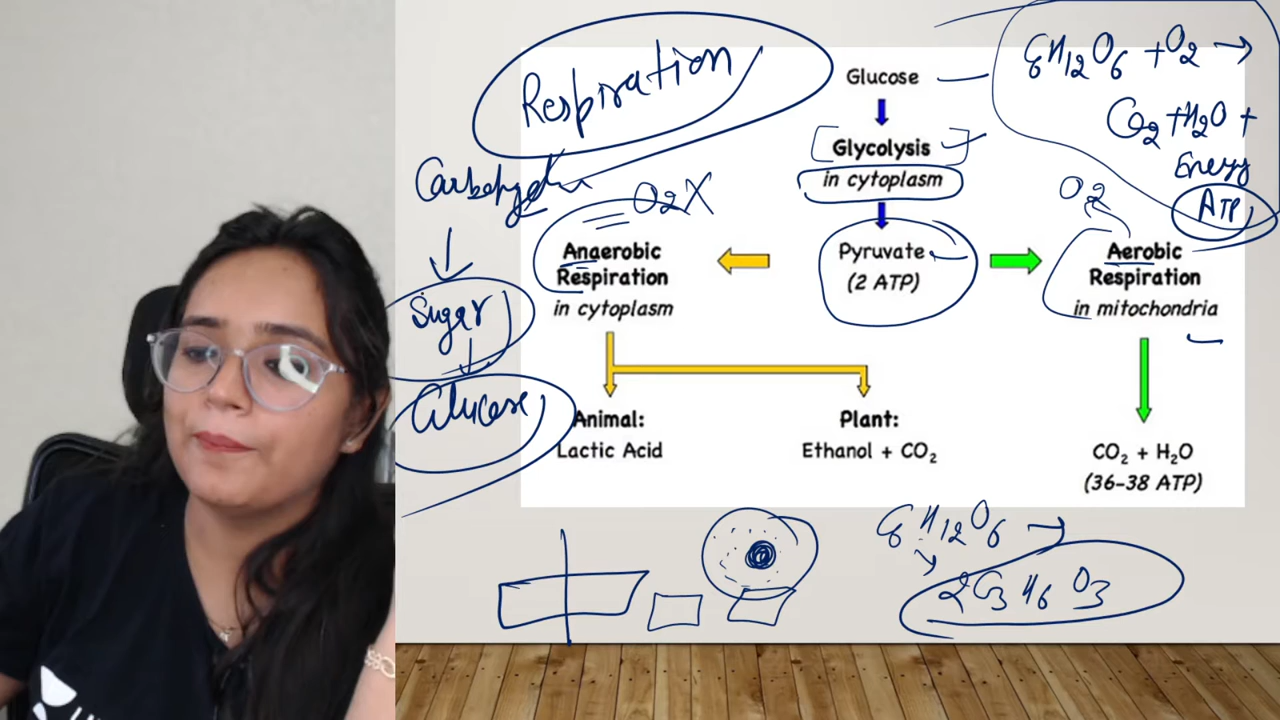 Respiration
Carbohydr
Sugar
Glucose
O2X
Glucose
Glycolysis
in cytoplasm
Pyruvate
(2 ATP)
Anaerobic
Respiration
in cytoplasm
Animal:
Lactic Acid
Plant:
Ethanol + CO₂
C6H12O6 + O2 →
CO2 + H2O +
Energy
ATP
O2
Aerobic
Respiration
in mitochondria
CO₂ + H₂O
(36-38 ATP)
C6H12O6 →
2C3H6O3